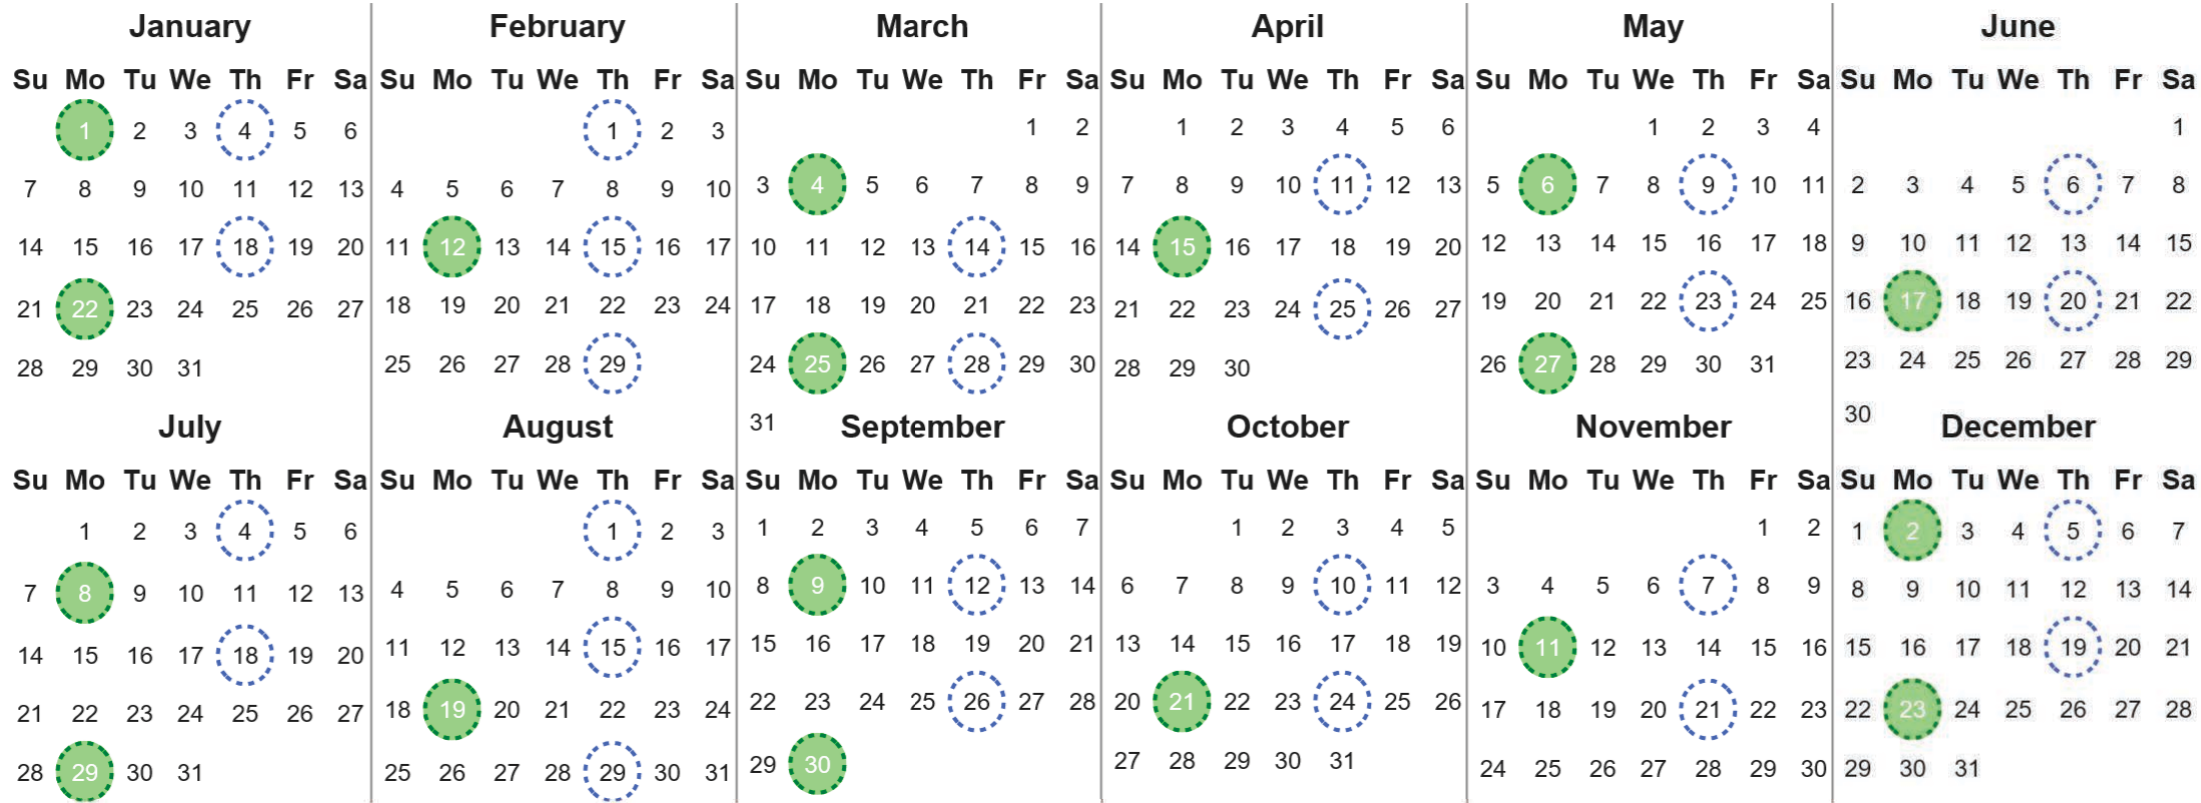 January February March April May June
Su Mo Tu We Th Fr Sa Su Mo Tu We Th Fr Sa Su Mo Tu We Th Fr Sa Su Mo Tu We Th Fr Sa Su Mo Tu We Th Fr Sa Su Mo Tu We Th Fr Sa
1 2 3 4 5 6 1 2 3 1 2 1 2 3 4 5 6 1 2 3 4 1
7 8 9 10 11 12 13 4 5 6 7 8 9 10 3 4 5 6 7 8 9 7 8 9 10 11 12 13 5 6 7 8 9 10 11 2 3 4 5 6 7 8
14 15 16 17 18 19 20 11 12 13 14 15 16 17 10 11 12 13 14 15 16 14 15 16 17 18 19 20 12 13 14 15 16 17 18 9 10 11 12 13 14 15
21 22 23 24 25 26 27 18 19 20 21 22 23 24 17 18 19 20 21 22 23 21 22 23 24 25 26 27 19 20 21 22 23 24 25 16 17 18 19 20 21 22
28 29 30 31 25 26 27 28 29 24 25 26 27 28 29 30 28 29 30 26 27 28 29 30 31 23 24 25 26 27 28 29
31 30
July August September October November December
Su Mo Tu We Th Fr Sa Su Mo Tu We Th Fr Sa Su Mo Tu We Th Fr Sa Su Mo Tu We Th Fr Sa Su Mo Tu We Th Fr Sa Su Mo Tu We Th Fr Sa
1 2 3 4 5 6 1 2 3 1 2 3 4 5 6 7 1 2 3 4 5 1 2 1 2 3 4 5 6 7
7 8 9 10 11 12 13 4 5 6 7 8 9 10 8 9 10 11 12 13 14 6 7 8 9 10 11 12 3 4 5 6 7 8 9 8 9 10 11 12 13 14
14 15 16 17 18 19 20 11 12 13 14 15 16 17 15 16 17 18 19 20 21 13 14 15 16 17 18 19 10 11 12 13 14 15 16 15 16 17 18 19 20 21
21 22 23 24 25 26 27 18 19 20 21 22 23 24 22 23 24 25 26 27 28 20 21 22 23 24 25 26 17 18 19 20 21 22 23 22 23 24 25 26 27 28
28 29 30 31 25 26 27 28 29 30 31 29 30 27 28 29 30 31 24 25 26 27 28 29 30 29 30 31